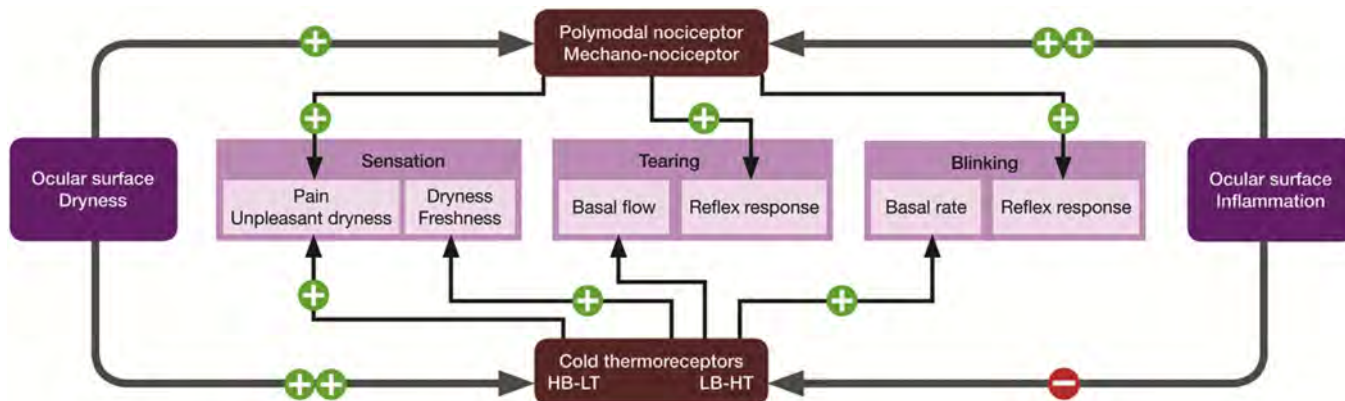 Polymodal nociceptor
Mechano-nociceptor
Ocular surface
Dryness
Sensation
Pain
Unpleasant dryness
Dryness
Freshness
Tearing
Basal flow
Reflex response
Blinking
Basal rate
Reflex response
Ocular surface
Inflammation
Cold thermoreceptors
HB-LT LB-HT